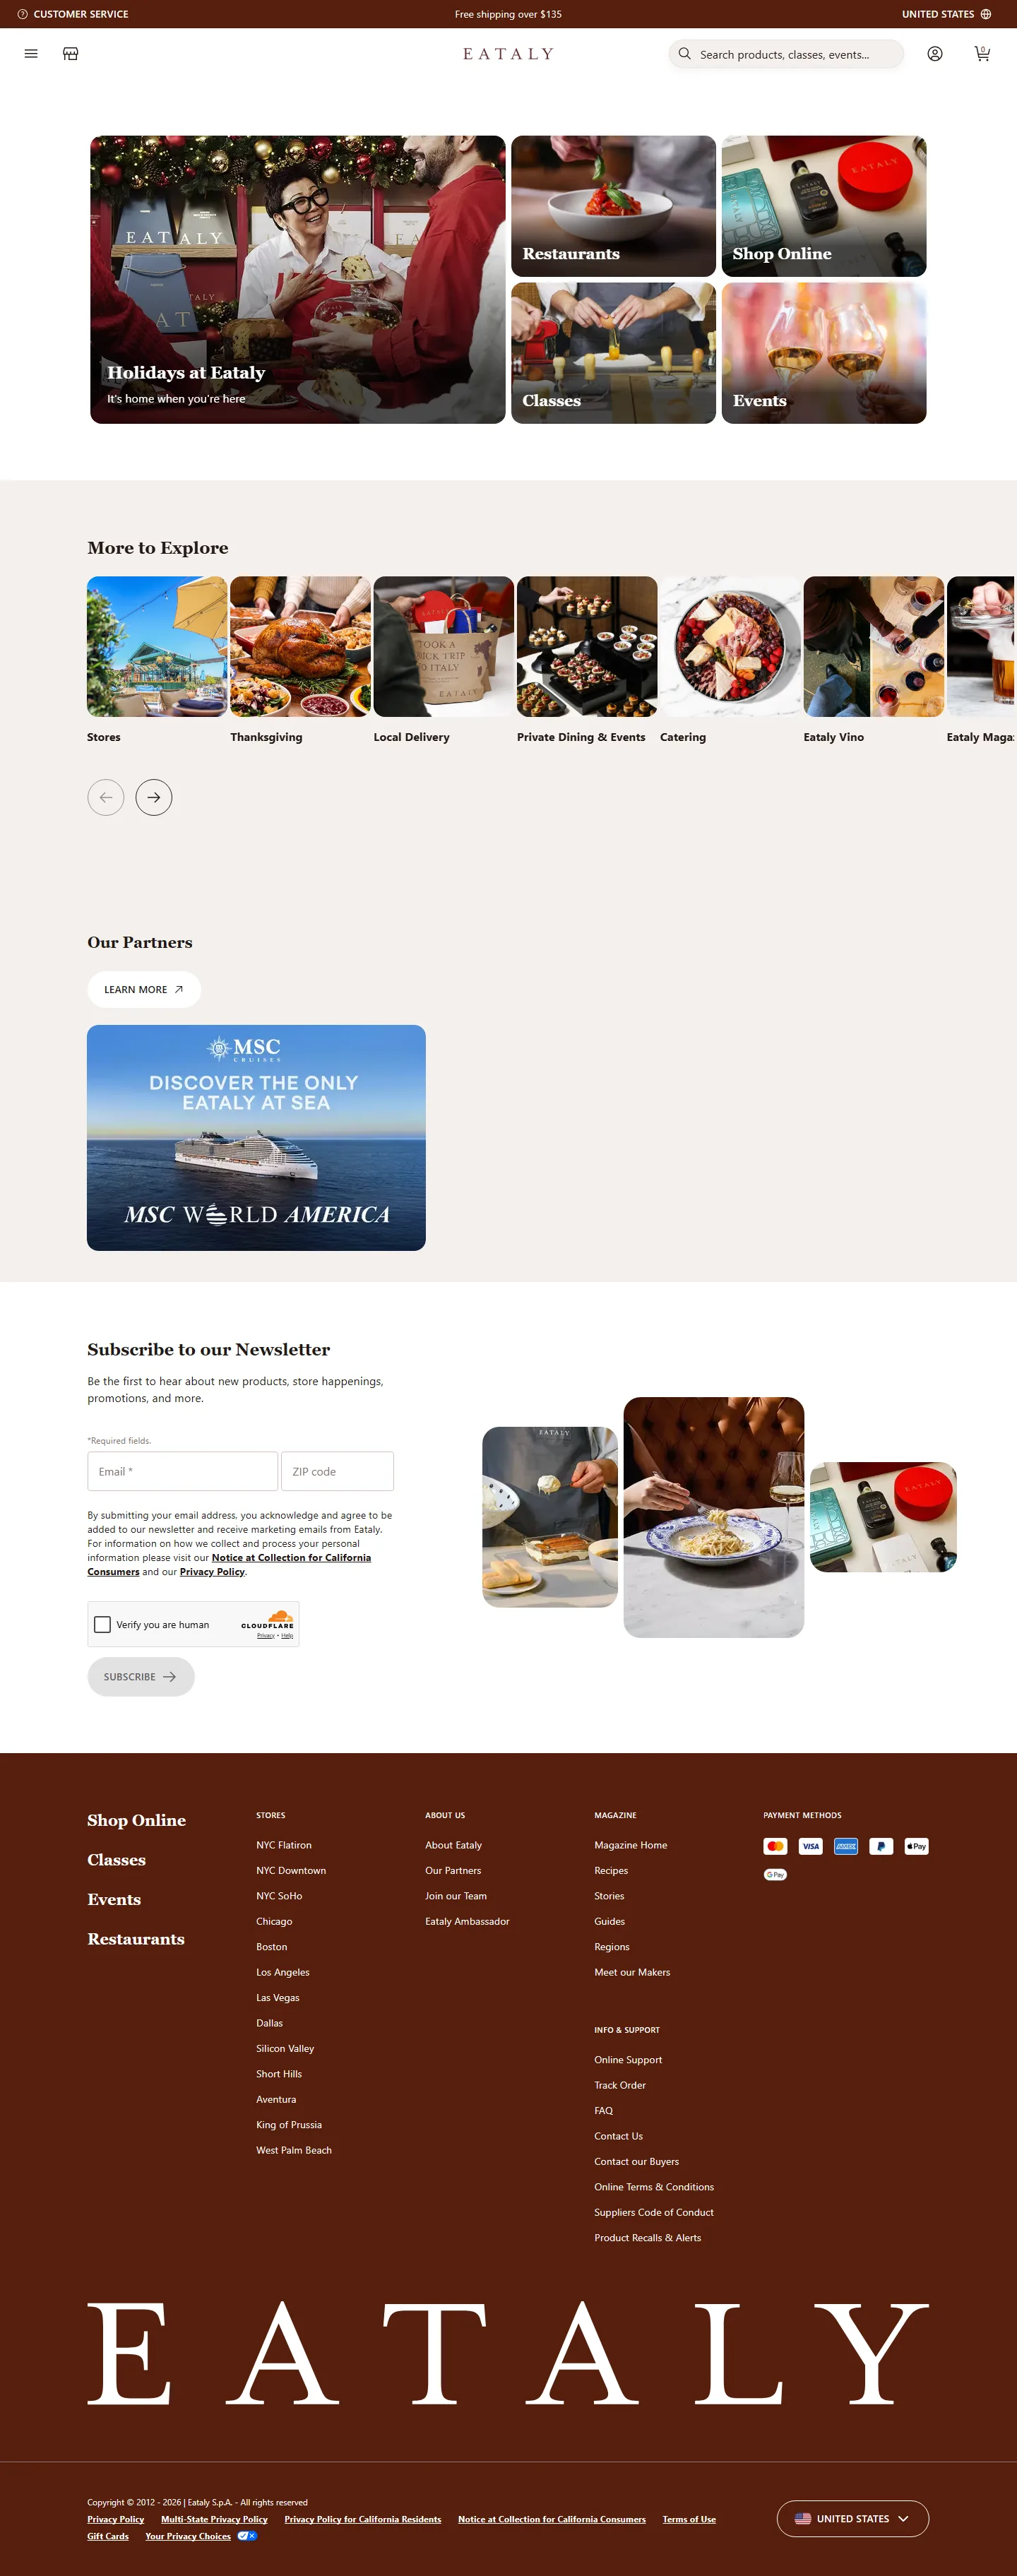 CUSTOMER SERVICE
Free shipping over $135
UNITED STATES
EATALY
Search products, classes, events...
0
EATALY
Holidays at Eataly
It's home when you're here
Restaurants
EATALY
EATALY
Shop Online
Classes
Events
More to Explore
Stores
Thanksgiving
Local Delivery
Private Dining & Events
Catering
Eataly Vino
Eataly Maga
Our Partners
LEARN MORE
MSC
CRUISES
DISCOVER THE ONLY
EATALY AT SEA
MSC WORLD AMERICA
Subscribe to our Newsletter
Be the first to hear about new products, store happenings,
promotions, and more.
*Required fields.
Email *
ZIP code
By submitting your email address, you acknowledge and agree to be
added to our newsletter and receive marketing emails from Eataly.
For information on how we collect and process your personal
information please visit our Notice at Collection for California
Consumers and our Privacy Policy.
Verify you are human
CLOUDFLARE
Privacy • Help
SUBSCRIBE
EATALY
EATALY
Shop Online
Classes
Events
Restaurants
STORES
NYC Flatiron
NYC Downtown
NYC SoHo
Chicago
Boston
Los Angeles
Las Vegas
Dallas
Silicon Valley
Short Hills
Aventura
King of Prussia
West Palm Beach
ABOUT US
About Eataly
Our Partners
Join our Team
Eataly Ambassador
MAGAZINE
Magazine Home
Recipes
Stories
Guides
Regions
Meet our Makers
INFO & SUPPORT
Online Support
Track Order
FAQ
Contact Us
Contact our Buyers
Online Terms & Conditions
Suppliers Code of Conduct
Product Recalls & Alerts
PAYMENT METHODS
VISA
Pay
G Pay
EATALY
Copyright © 2012 - 2026 | Eataly S.p.A. - All rights reserved
Privacy Policy Multi-State Privacy Policy Privacy Policy for California Residents Notice at Collection for California Consumers Terms of Use
Gift Cards Your Privacy Choices
UNITED STATES